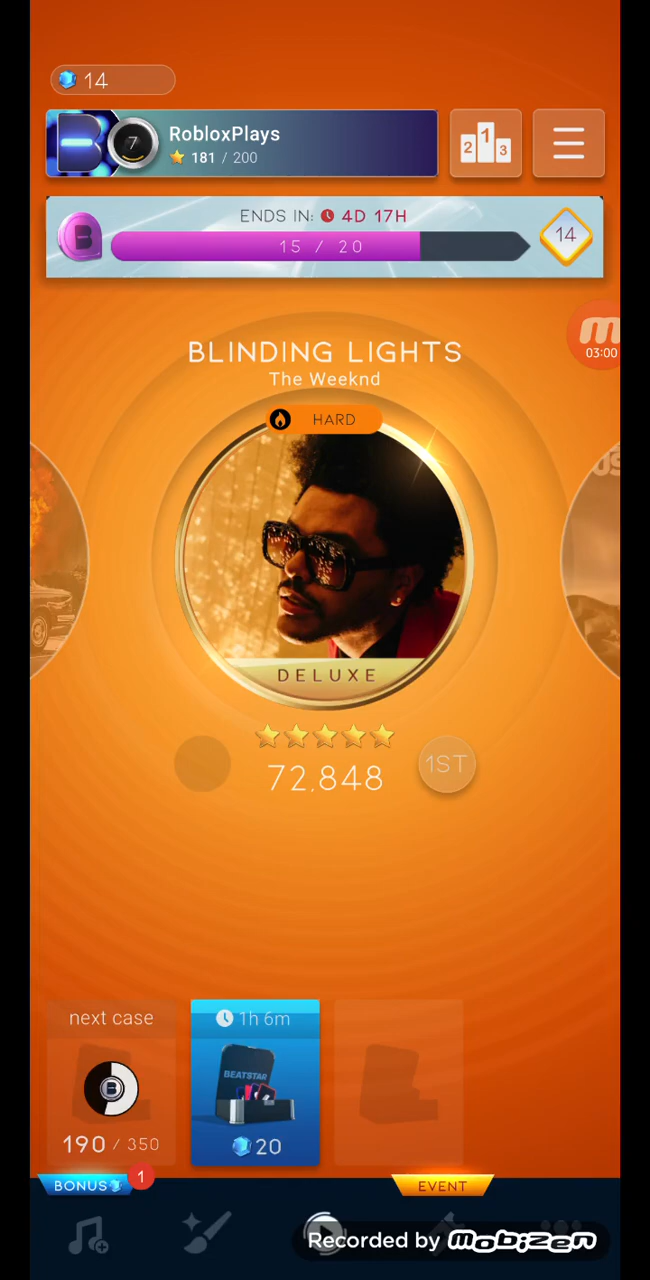 14
RobloxPlays
7
181 / 200
2 1 3
ENDS IN: 4D 17H
B
15 / 20
14
m
03:00
BLINDING LIGHTS
The Weeknd
HARD
DELUXE
72,848
1ST
next case
1h 6m
BEATSTAR
B
190 / 350
20
BONUS
1
EVENT
Recorded by mobizen